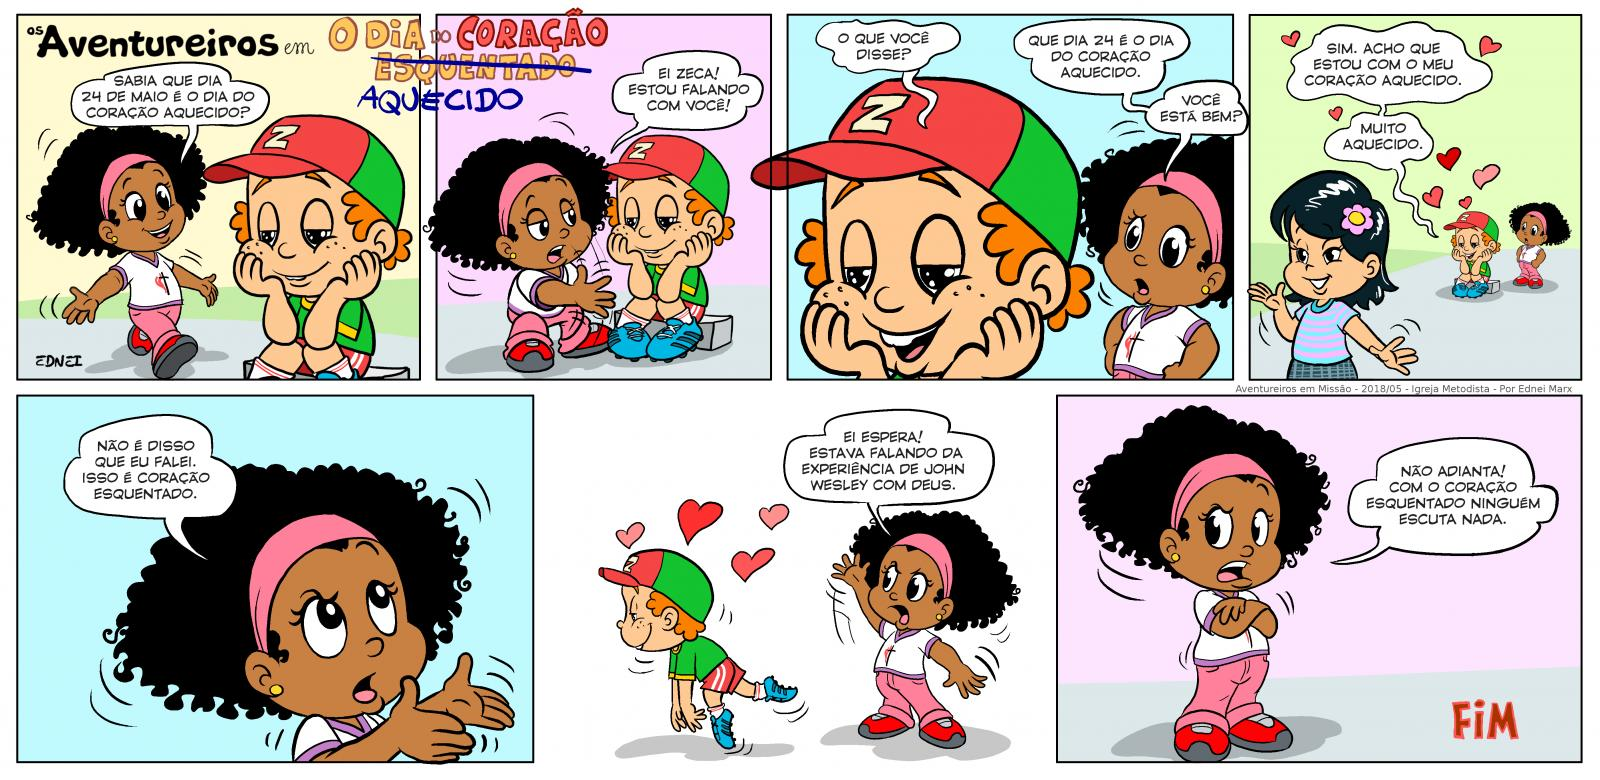 OS AVENTUREIROS em O DIA DO CORAÇÃO
ESQUENTADO
AQUECIDO
SABIA QUE DIA
24 DE MAIO É O DIA DO
CORAÇÃO AQUECIDO?
Z
EDNEI
EI ZECA!
ESTOU FALANDO
COM VOCÊ!
Z
O QUE VOCÊ
DISSE?
QUE DIA 24 É O DIA
DO CORAÇÃO
AQUECIDO.
VOCÊ
ESTÁ BEM?
Z
SIM. ACHO QUE
ESTOU COM O MEU
CORAÇÃO AQUECIDO.
MUITO
AQUECIDO.
Z
Aventureiros em Missão - 2018/05 - Igreja Metodista - Por Ednei Marx
NÃO É DISSO
QUE EU FALEI.
ISSO É CORAÇÃO
ESQUENTADO.
EI ESPERA!
ESTAVA FALANDO DA
EXPERIÊNCIA DE JOHN
WESLEY COM DEUS.
Z
NÃO ADIANTA!
COM O CORAÇÃO
ESQUENTADO NINGUÉM
ESCUTA NADA.
FiM